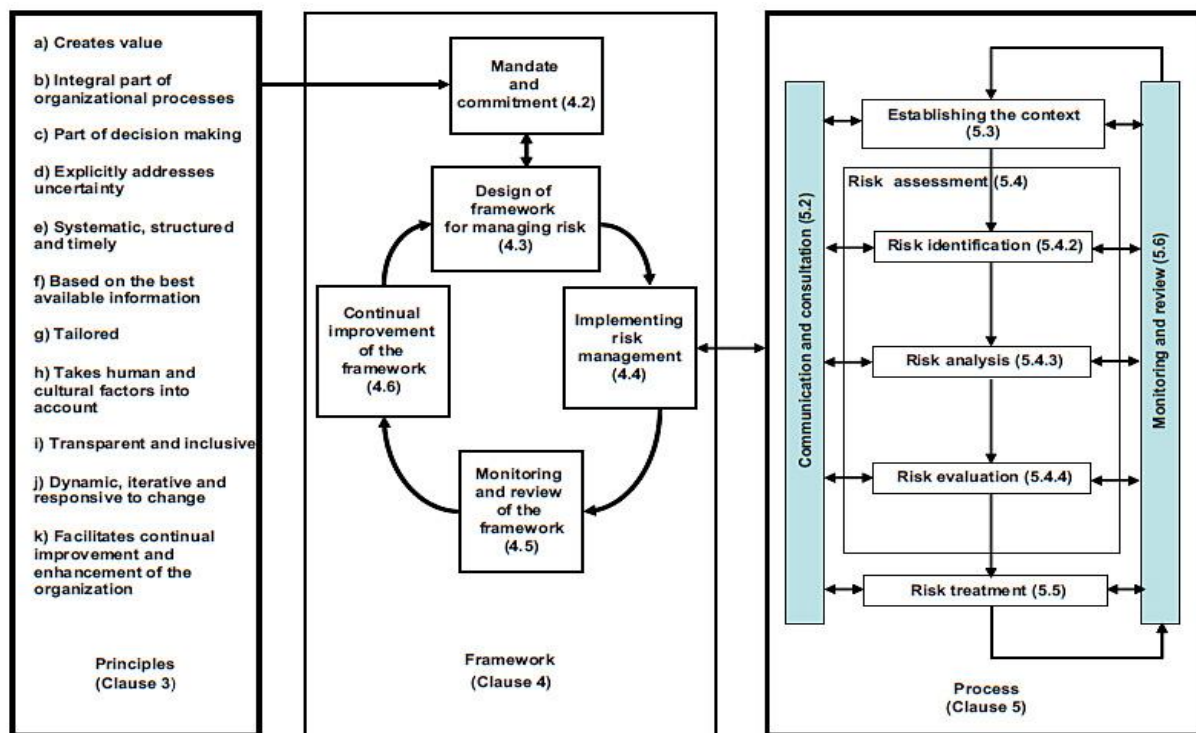 a) Creates value
b) Integral part of
organizational processes
c) Part of decision making
d) Explicitly addresses
uncertainty
e) Systematic, structured
and timely
f) Based on the best
available information
g) Tailored
h) Takes human and
cultural factors into
account
i) Transparent and inclusive
j) Dynamic, iterative and
responsive to change
k) Facilitates continual
improvement and
enhancement of the
organization
Principles
(Clause 3)
Mandate
and
commitment (4.2)
Design of
framework
for managing risk
(4.3)
Continual
improvement
of the
framework
(4.6)
Implementing
risk
management
(4.4)
Monitoring
and review
of the
framework
(4.5)
Framework
(Clause 4)
Communication and consultation (5.2)
Establishing the context
(5.3)
Risk assessment (5.4)
Risk identification (5.4.2)
Risk analysis (5.4.3)
Risk evaluation (5.4.4)
Risk treatment (5.5)
Monitoring and review (5.6)
Process
(Clause 5)